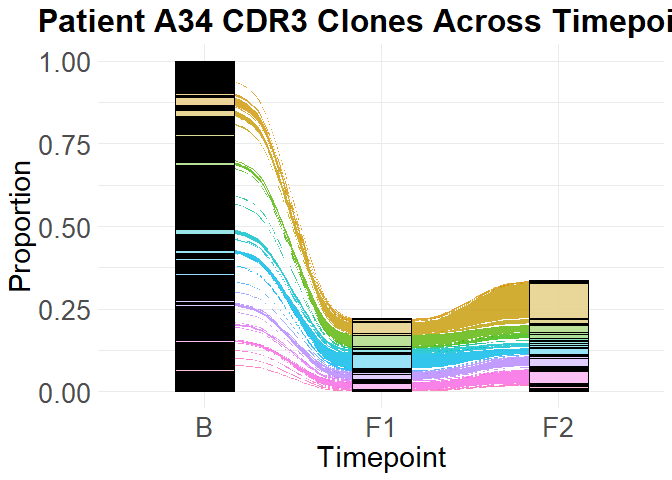 Patient A34 CDR3 Clones Across Timepoi
1.00
0.75
0.50
0.25
0.00
Proportion
B F1 F2
Timepoint